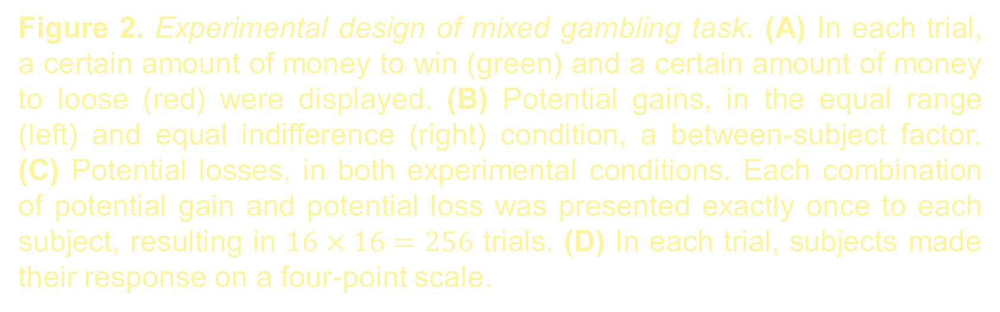 Figure 2. Experimental design of mixed gambling task. (A) In each trial,
a certain amount of money to win (green) and a certain amount of money
to loose (red) were displayed. (B) Potential gains, in the equal range
(left) and equal indifference (right) condition, a between-subject factor.
(C) Potential losses, in both experimental conditions. Each combination
of potential gain and potential loss was presented exactly once to each
subject, resulting in 16 × 16 = 256 trials. (D) In each trial, subjects made
their response on a four-point scale.